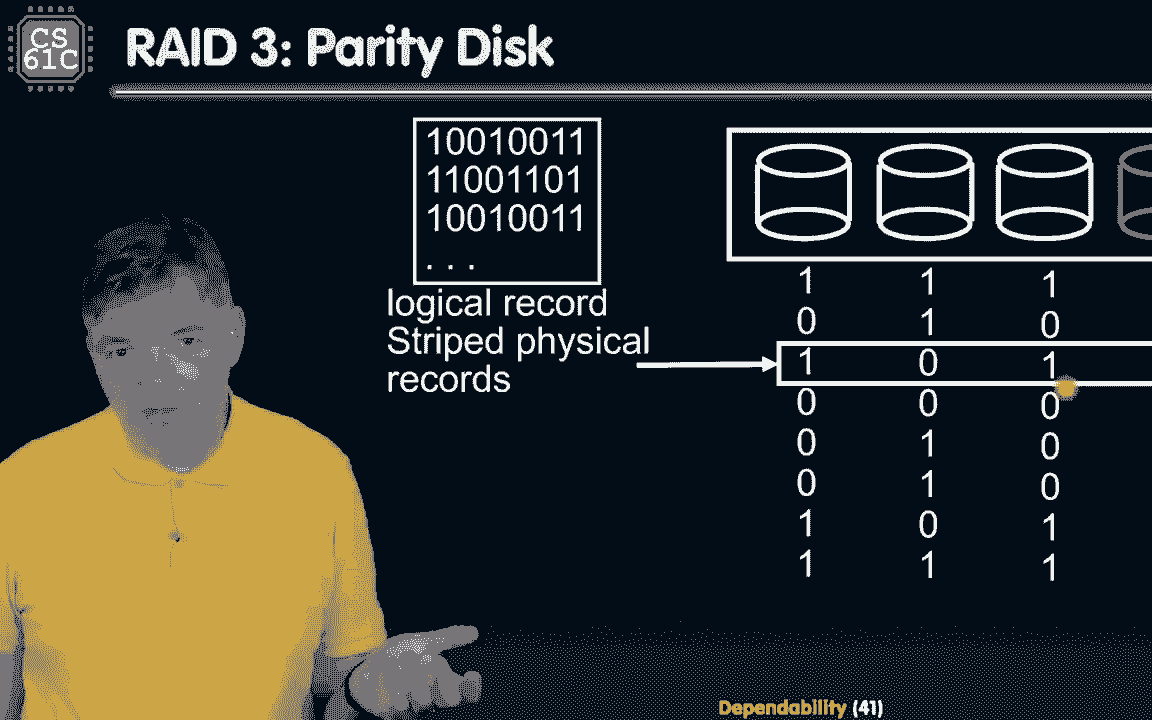 CS
61C
RAID 3: Parity Disk
10010011
11001101
10010011
. . .
logical record
Striped physical
records
1 1 1
0 1 0
1 0 1
0 0 0
0 1 0
0 1 0
1 0 1
1 1 1
Dependability (41)